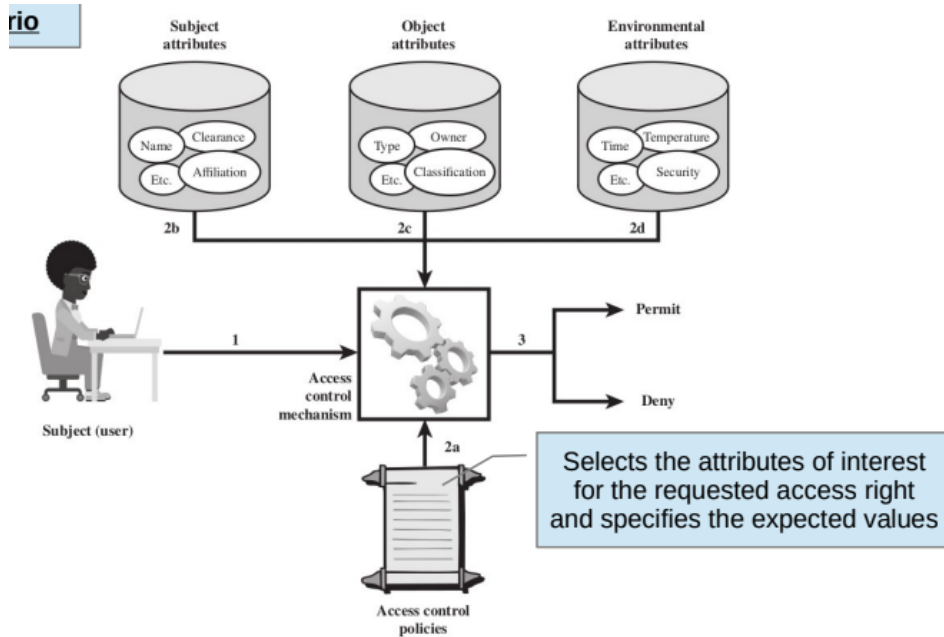 rio
Subject
attributes
Object
attributes
Environmental
attributes
Name
Clearance
Etc.
Affiliation
Type
Owner
Etc.
Classification
Time
Temperature
Etc.
Security
2b
2c
2d
1
3
Permit
Deny
Access
control
mechanism
Subject (user)
2a
Selects the attributes of interest
for the requested access right
and specifies the expected values
Access control
policies